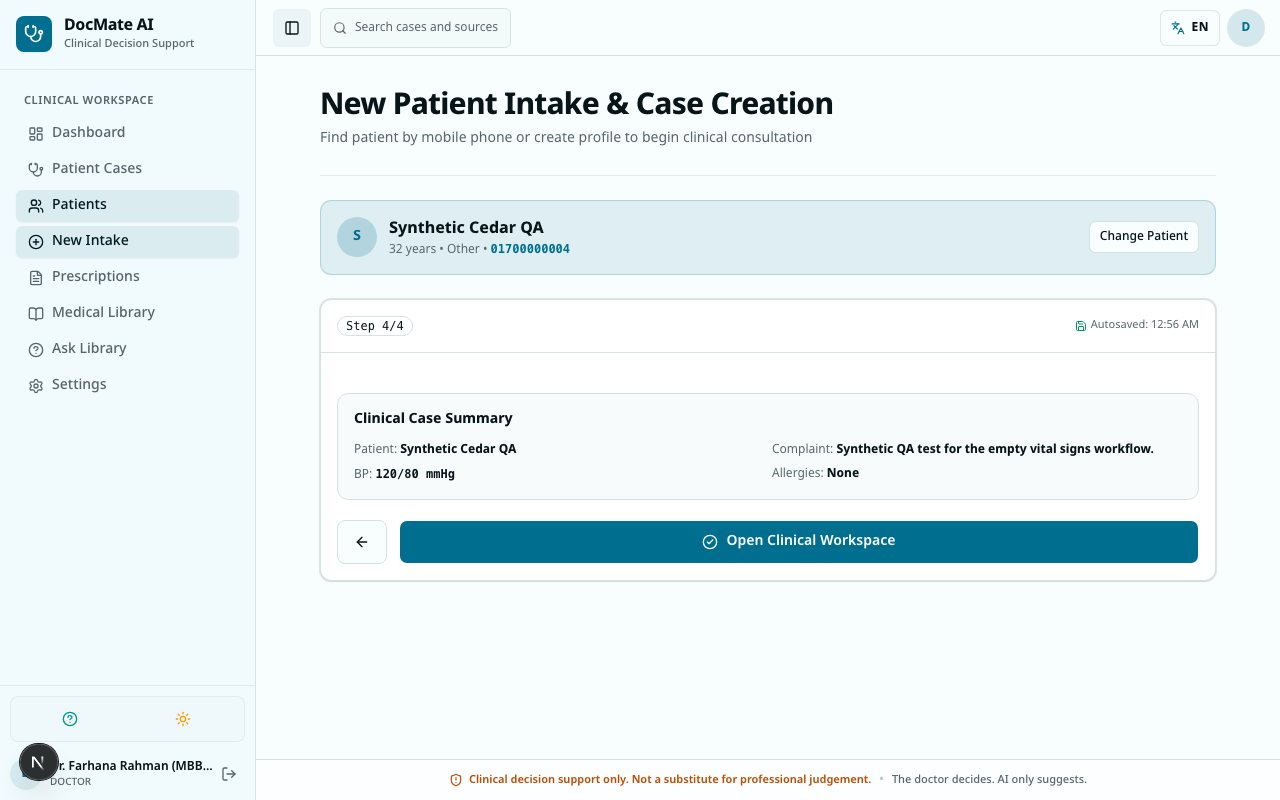 DocMate AI
Clinical Decision Support
CLINICAL WORKSPACE
Dashboard
Patient Cases
Patients
New Intake
Prescriptions
Medical Library
Ask Library
Settings
r. Farhana Rahman (MBB...
DOCTOR
Search cases and sources
EN
D
New Patient Intake & Case Creation
Find patient by mobile phone or create profile to begin clinical consultation
S
Synthetic Cedar QA
32 years • Other • 01700000004
Change Patient
Step 4/4
Autosaved: 12:56 AM
Clinical Case Summary
Patient: Synthetic Cedar QA
Complaint: Synthetic QA test for the empty vital signs workflow.
BP: 120/80 mmHg
Allergies: None
Open Clinical Workspace
Clinical decision support only. Not a substitute for professional judgement. • The doctor decides. AI only suggests.
N